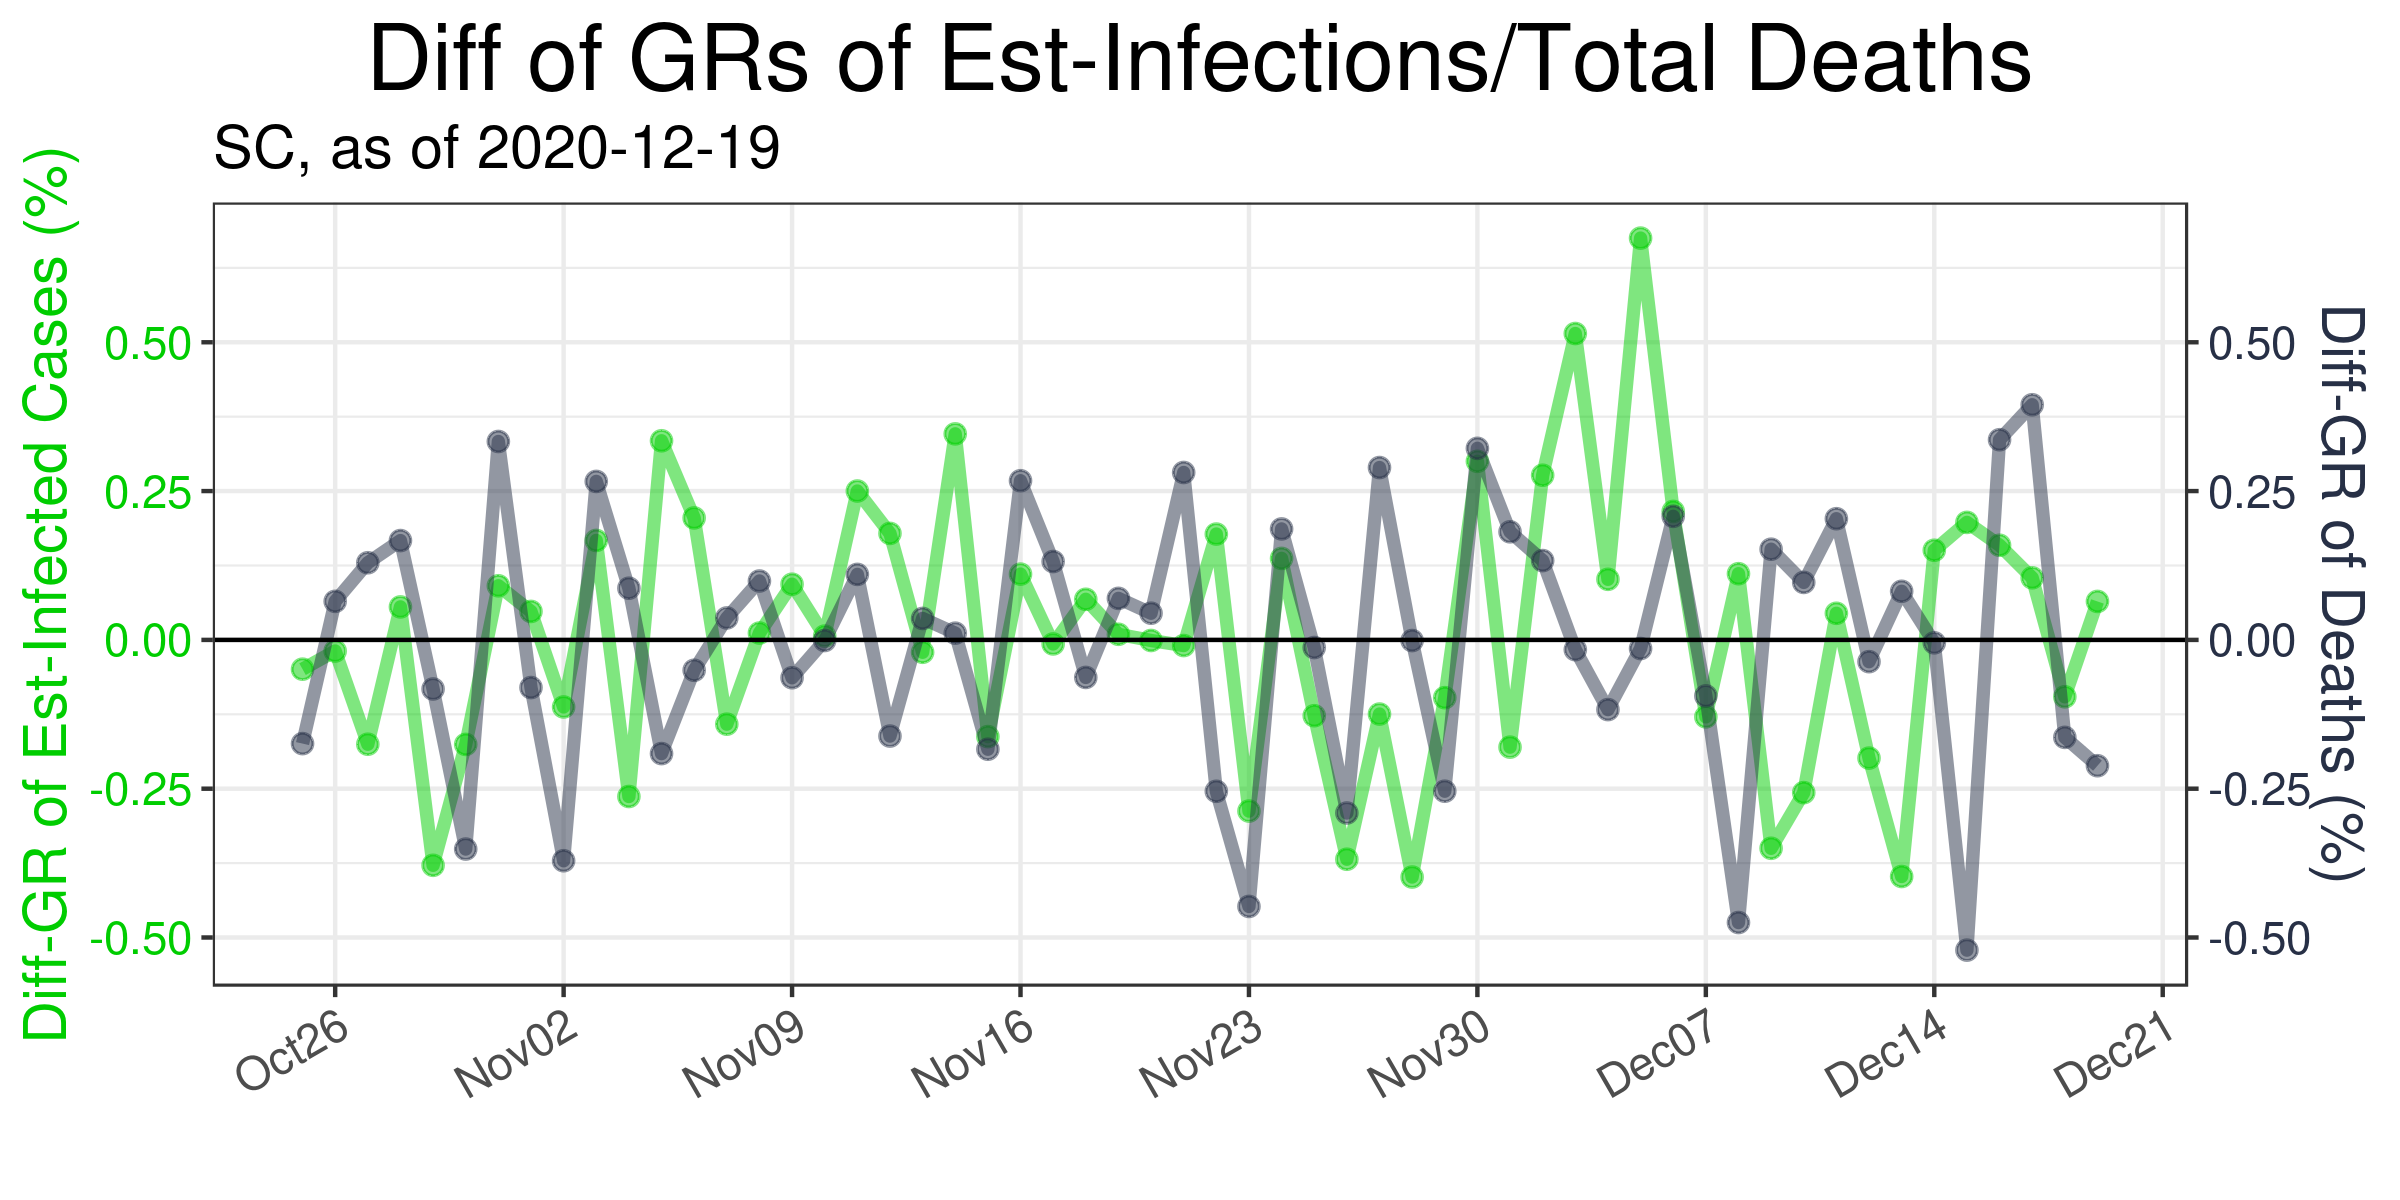 Diff of GRs of Est-Infections/Total Deaths
SC, as of 2020-12-19
Diff-GR of Est-Infected Cases (%)
0.50
0.25
0.00
-0.25
-0.50
0.50
0.25
0.00
-0.25
-0.50
Diff-GR of Deaths (%)
Oct26 Nov02 Nov09 Nov16 Nov23 Nov30 Dec07 Dec14 Dec21